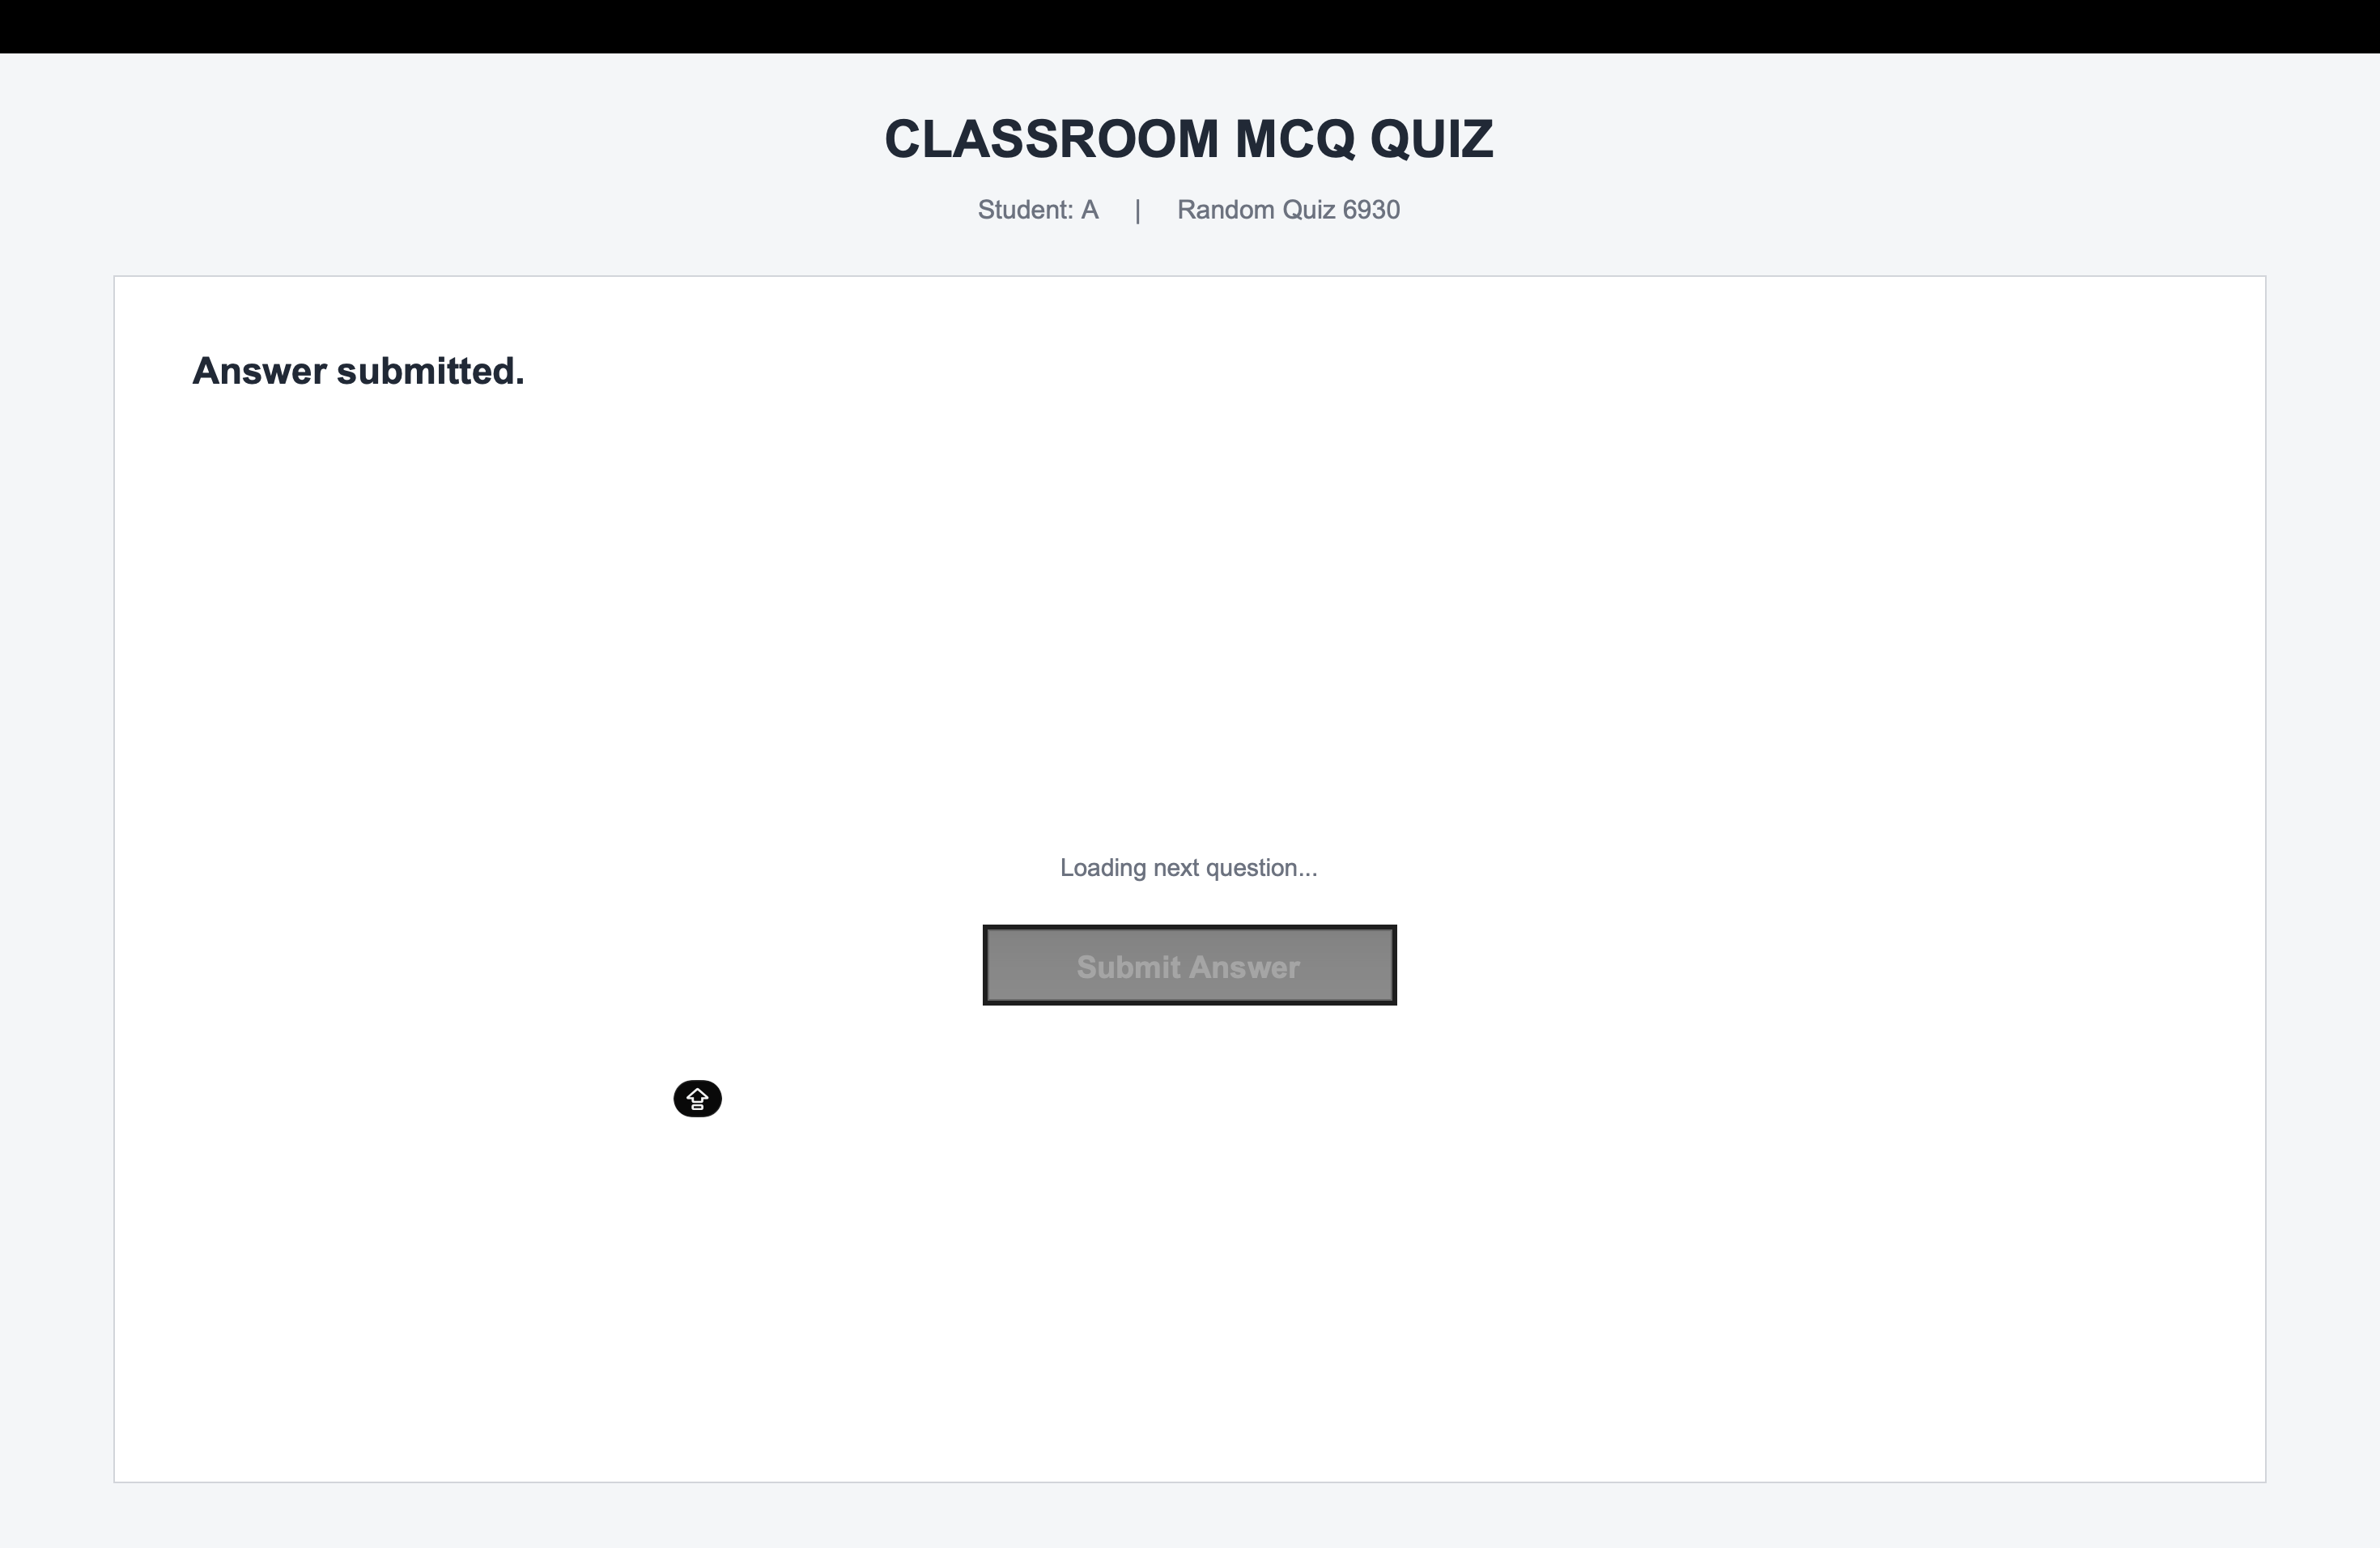 CLASSROOM MCQ QUIZ
Student: A | Random Quiz 6930
Answer submitted.
Loading next question...
Submit Answer